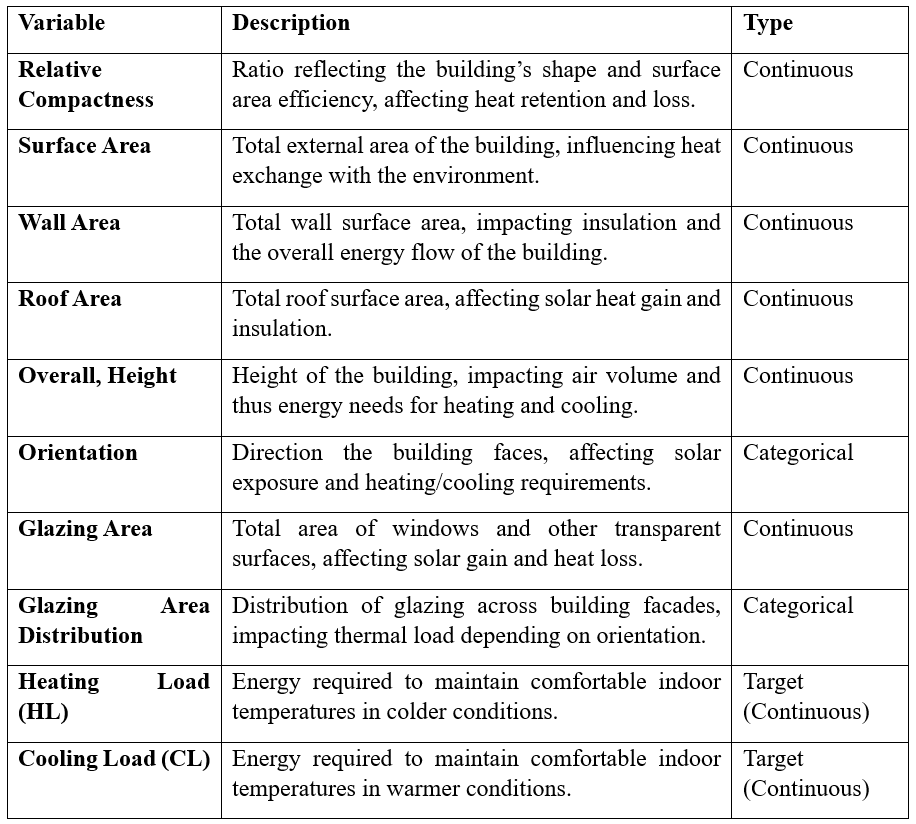 Variable Description Type
Relative Compactness
Ratio reflecting the building’s shape and surface
area efficiency, affecting heat retention and loss.
Continuous
Surface Area
Total external area of the building, influencing heat
exchange with the environment.
Continuous
Wall Area
Total wall surface area, impacting insulation and
the overall energy flow of the building.
Continuous
Roof Area
Total roof surface area, affecting solar heat gain and
insulation.
Continuous
Overall, Height
Height of the building, impacting air volume and
thus energy needs for heating and cooling.
Continuous
Orientation
Direction the building faces, affecting solar
exposure and heating/cooling requirements.
Categorical
Glazing Area
Total area of windows and other transparent
surfaces, affecting solar gain and heat loss.
Continuous
Glazing Area
Distribution
Distribution of glazing across building facades,
impacting thermal load depending on orientation.
Categorical
Heating Load
(HL)
Energy required to maintain comfortable indoor
temperatures in colder conditions.
Target
(Continuous)
Cooling Load (CL)
Energy required to maintain comfortable indoor
temperatures in warmer conditions.
Target
(Continuous)